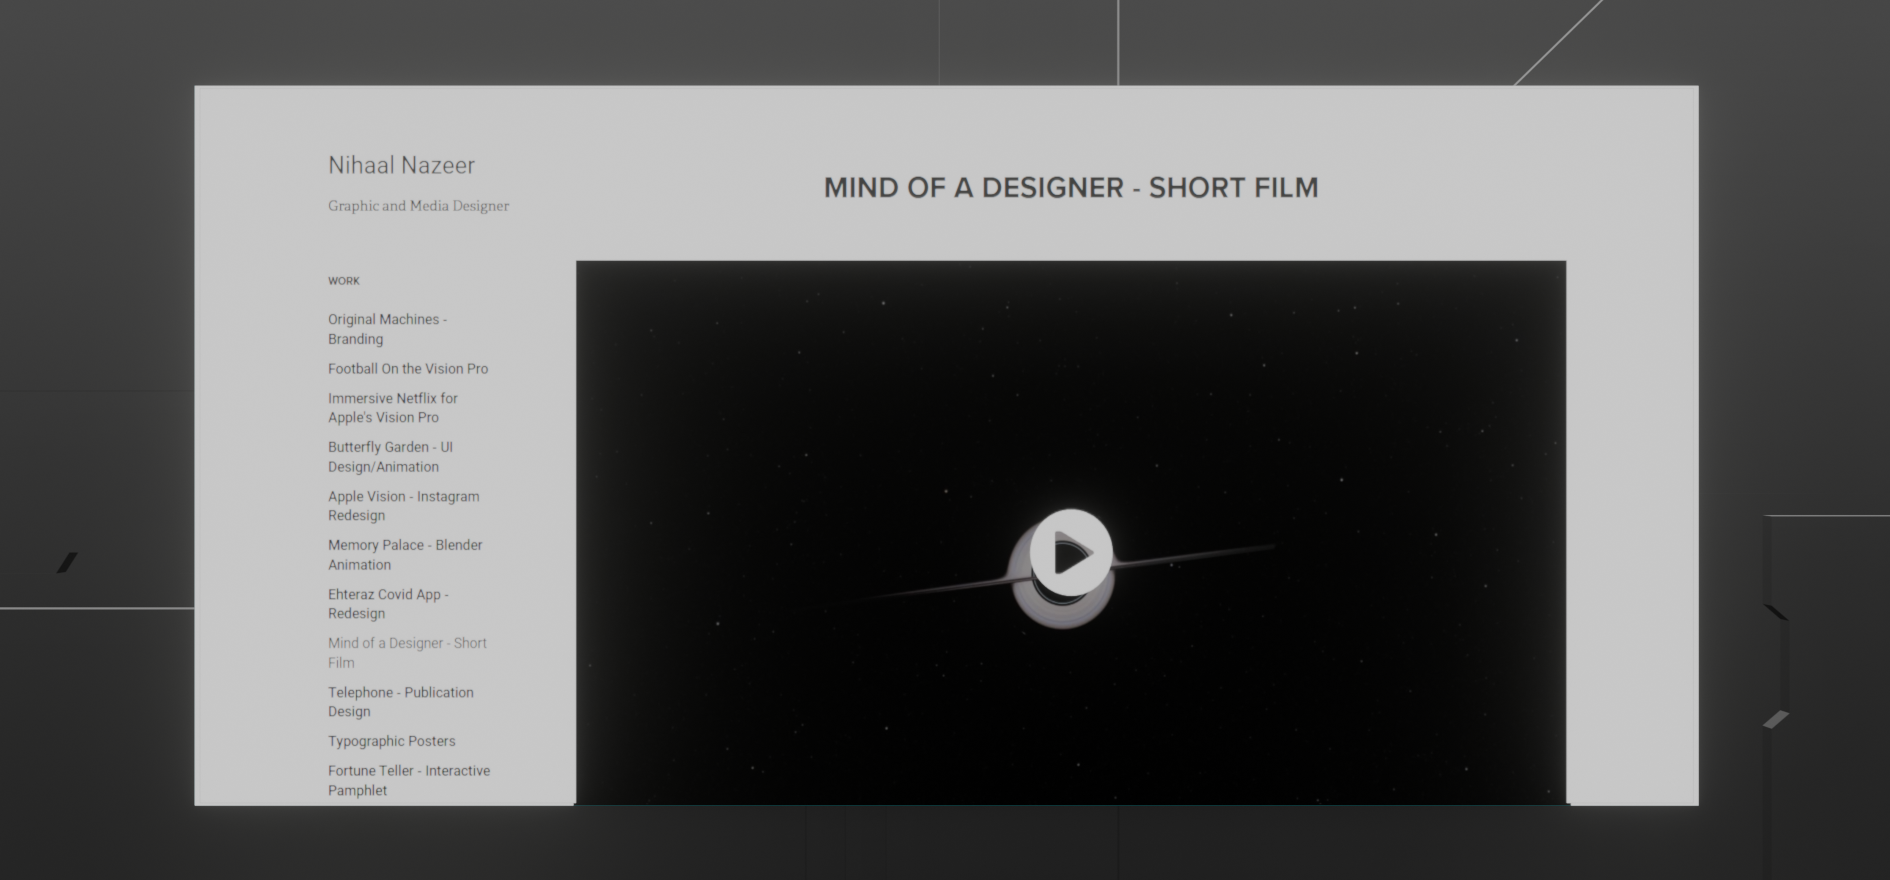 Nihaal Nazeer
Graphic and Media Designer
MIND OF A DESIGNER - SHORT FILM
WORK
Original Machines -
Branding
Football On the Vision Pro
Immersive Netflix for
Apple's Vision Pro
Butterfly Garden - UI
Design/Animation
Apple Vision - Instagram
Redesign
Memory Palace - Blender
Animation
Ehteraz Covid App -
Redesign
Mind of a Designer - Short
Film
Telephone - Publication
Design
Typographic Posters
Fortune Teller - Interactive
Pamphlet